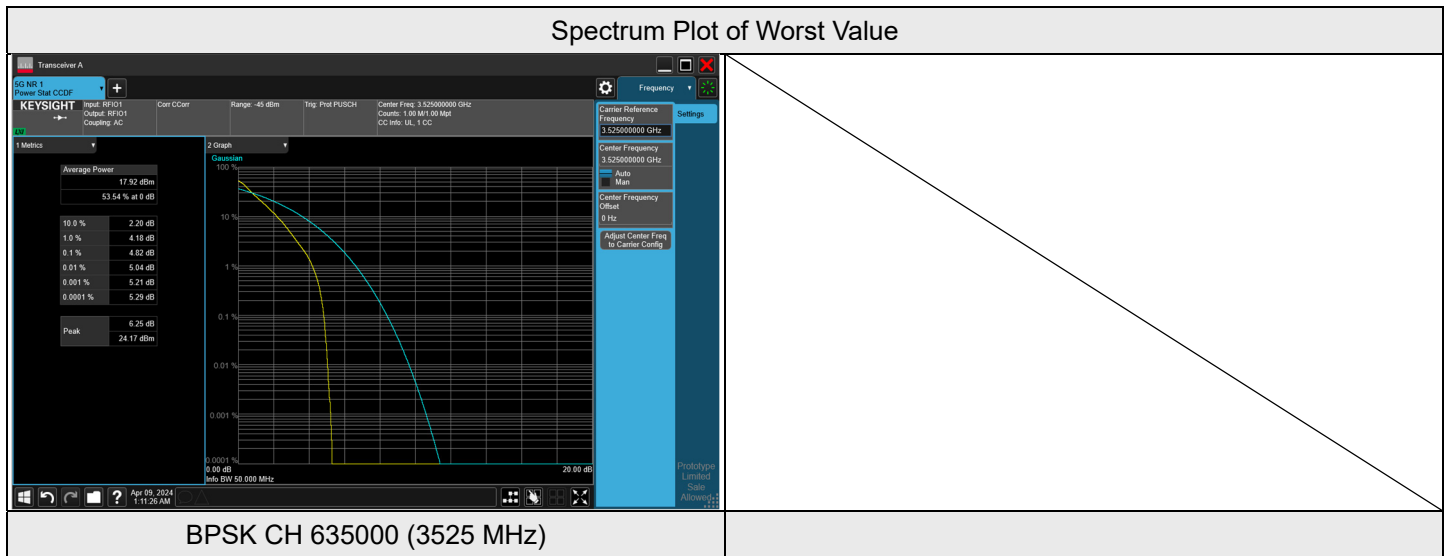 Spectrum Plot of Worst Value
Transceiver A
5G NR 1
Power Stat CCDF
+
Frequency
KEYSIGHT
Input: RFIO1
Output: RFIO1
Coupling: AC
Corr CCorr
Range: -45 dBm
Trig: Prot PUSCH
Center Freq: 3.525000000 GHz
Counts: 1.00 M/1.00 Mpt
CC Info: UL, 1 CC
LXI
1 Metrics
Average Power
17.92 dBm
53.54 % at 0 dB
10.0 % 2.20 dB
1.0 % 4.18 dB
0.1 % 4.82 dB
0.01 % 5.04 dB
0.001 % 5.21 dB
0.0001 % 5.29 dB
Peak
6.25 dB
24.17 dBm
2 Graph
Gaussian
100 %
10 %
1 %
0.1 %
0.01 %
0.001 %
0.0001 %
0.00 dB
20.00 dB
Info BW 50.000 MHz
Carrier Reference
Frequency
3.525000000 GHz
Center Frequency
3.525000000 GHz
Auto
Man
Center Frequency
Offset
0 Hz
Adjust Center Freq
to Carrier Config
Settings
Prototype
Limited
Sale
Allowed
?
Apr 09, 2024
1:11:26 AM
BPSK CH 635000 (3525 MHz)